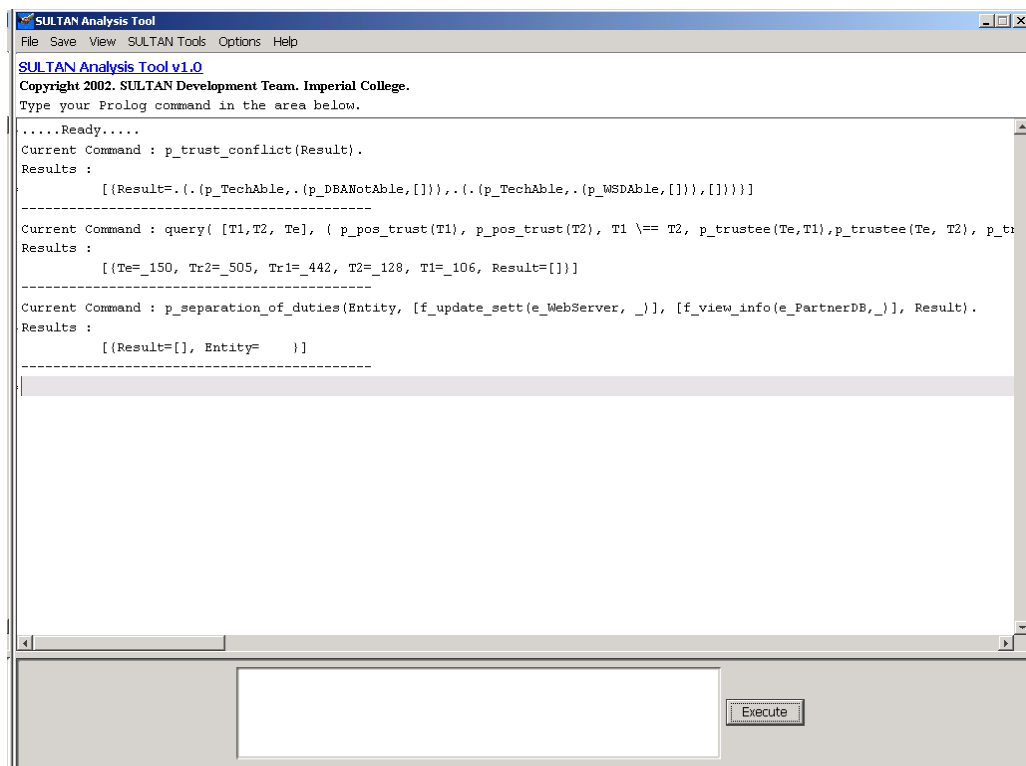 SULTAN Analysis Tool
File Save View SULTAN Tools Options Help
SULTAN Analysis Tool v1.0
Copyright 2002. SULTAN Development Team. Imperial College.
Type your Prolog command in the area below.
.....Ready.....
Current Command : p_trust_conflict(Result).
Results :
[{Result=.(.(p_TechAble,.(p_DBANotAble,[])),.(.(p_TechAble,.(p_WSDAble,[])),[]))}]
--------------------------------------------
Current Command : query( [T1,T2, Te], ( p_pos_trust(T1), p_pos_trust(T2), T1 \== T2, p_trustee(Te,T1),p_trustee(Te, T2), p_tr
Results :
[{Te=_150, Tr2=_505, Tr1=_442, T2=_128, T1=_106, Result=[]}]
--------------------------------------------
Current Command : p_separation_of_duties(Entity, [f_update_sett(e_WebServer, _)], [f_view_info(e_PartnerDB,_)], Result).
Results :
[{Result=[], Entity= }]
--------------------------------------------
Execute